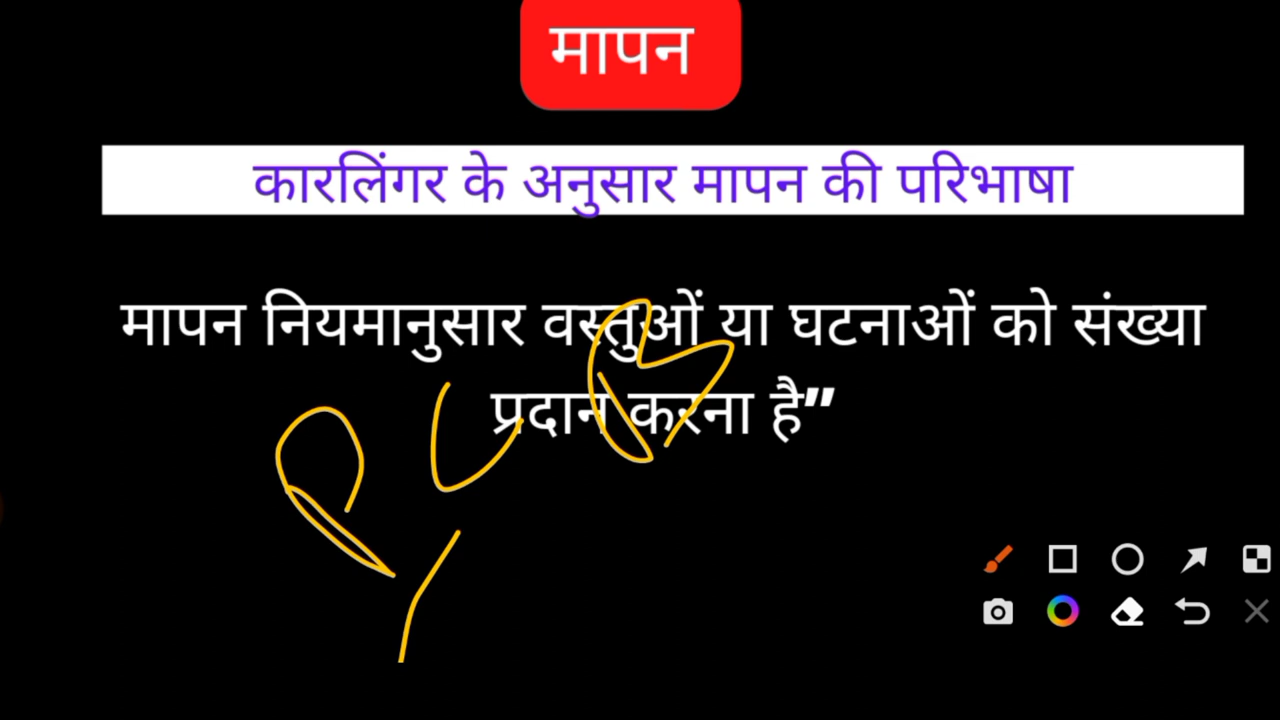 मापन
कारलिंगर के अनुसार मापन की परिभाषा
मापन नियमानुसार वस्तुओं या घटनाओं को संख्या
प्रदान करना है”